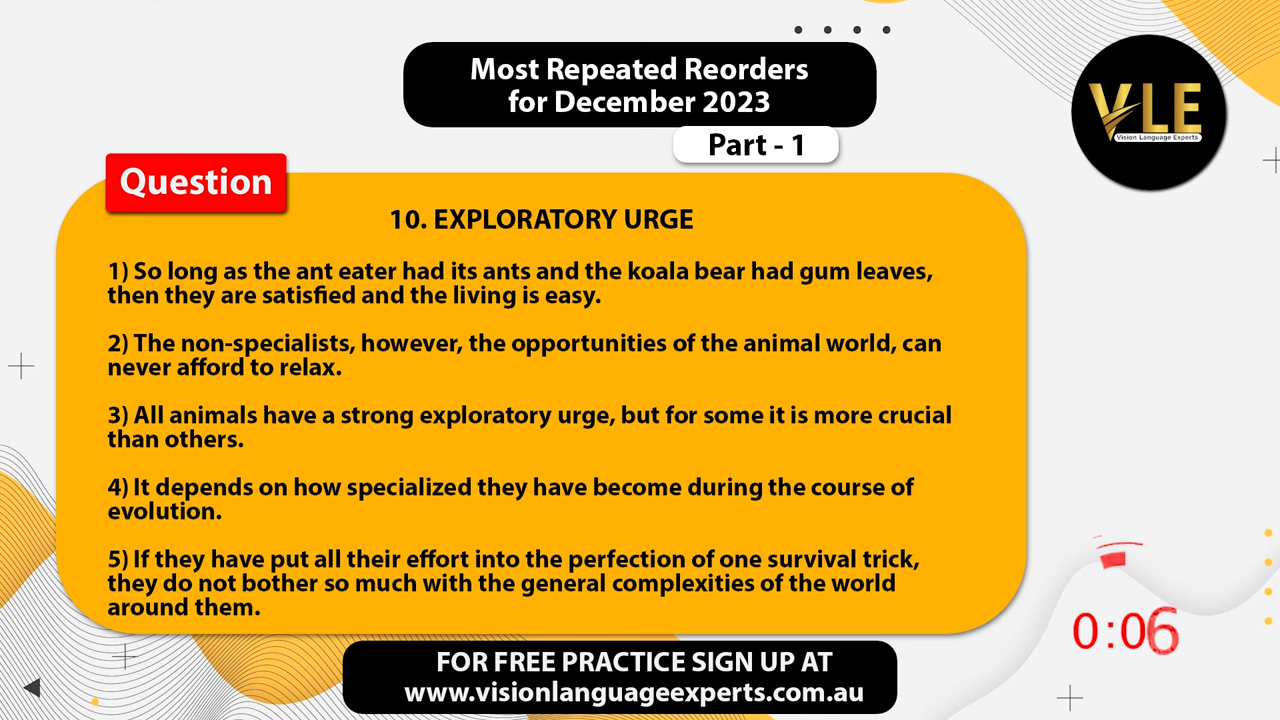 Most Repeated Reorders
for December 2023
Part - 1
VLE
Vision Language Experts
Question
10. EXPLORATORY URGE
1) So long as the ant eater had its ants and the koala bear had gum leaves,
then they are satisfied and the living is easy.
2) The non-specialists, however, the opportunities of the animal world, can
never afford to relax.
3) All animals have a strong exploratory urge, but for some it is more crucial
than others.
4) It depends on how specialized they have become during the course of
evolution.
5) If they have put all their effort into the perfection of one survival trick,
they do not bother so much with the general complexities of the world
around them.
0:06
FOR FREE PRACTICE SIGN UP AT
www.visionlanguageexperts.com.au